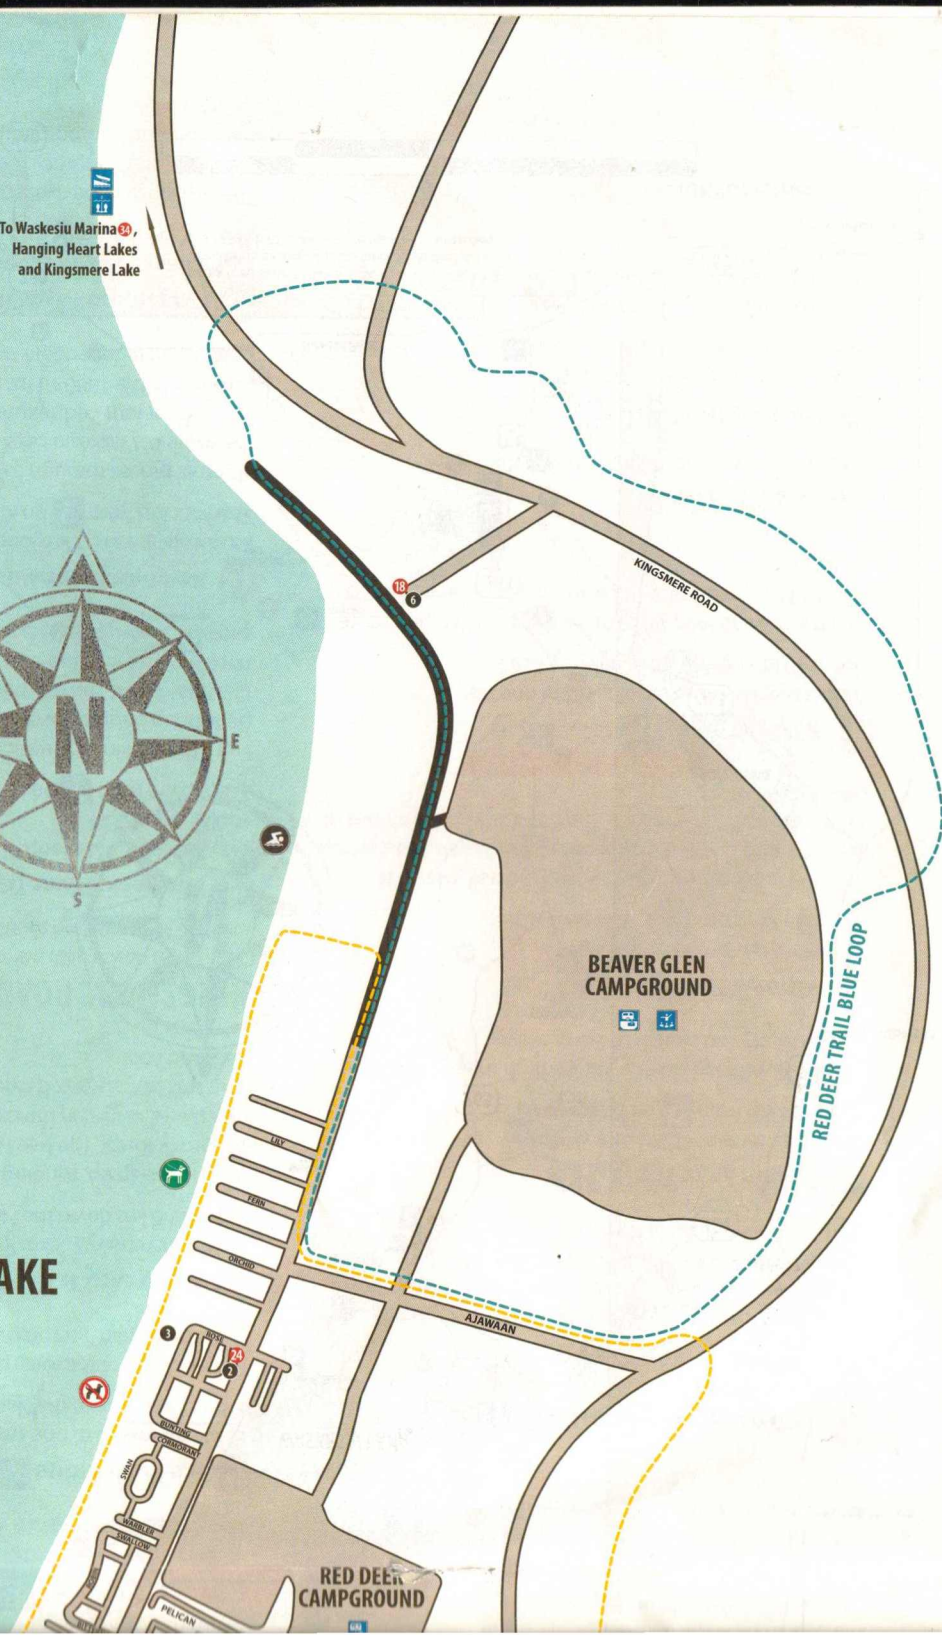 To Waskesiu Marina 34,
Hanging Heart Lakes
and Kingsmere Lake
18
6
KINGSMERE ROAD
N
E
S
BEAVER GLEN
CAMPGROUND
RED DEER TRAIL BLUE LOOP
LILY
FERN
ORCHID
AKE
AJAWAAN
3
ROSE
24
2
BUNTING
CORMORANT
SWAN
WARBLER
SWALLOW
ROBIN
PELICAN
RED DEER
CAMPGROUND